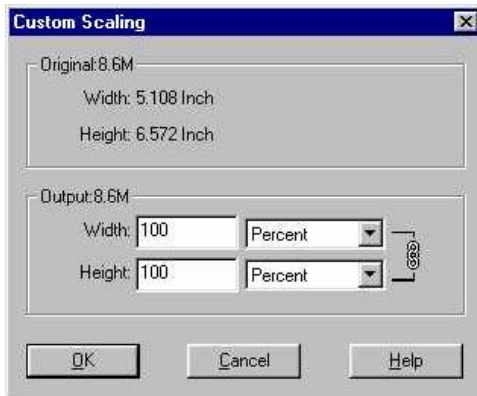 Custom Scaling
Original:8.6M
Width: 5.108 Inch
Height: 6.572 Inch
Output:8.6M
Width: 100 Percent
Height: 100 Percent
OK Cancel Help